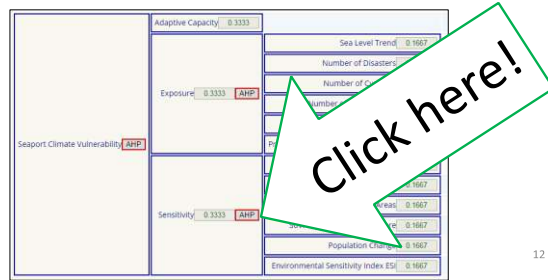 Adaptive Capacity 0.3333
Sea Level Trend 0.1667
Number of Disasters
Number of
Exposure 0.3333 AHP
Click here!
Seaport Climate Vulnerability AHP
0.1667
Areas 0.1667
Sensitivity 0.3333 AHP
0.1667
Population Change 0.1667
Environmental Sensitivity Index ESI 0.1667
12